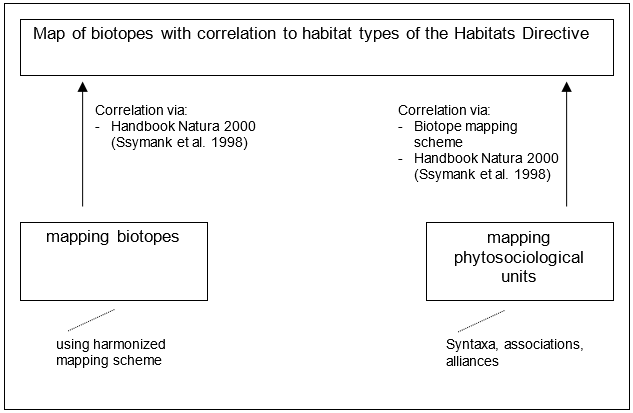 Map of biotopes with correlation to habitat types of the Habitats Directive
Correlation via:
- Handbook Natura 2000
(Ssymank et al. 1998)
Correlation via:
- Biotope mapping
scheme
- Handbook Natura 2000
(Ssymank et al. 1998)
mapping biotopes
mapping
phytosociological
units
using harmonized
mapping scheme
Syntaxa, associations,
alliances